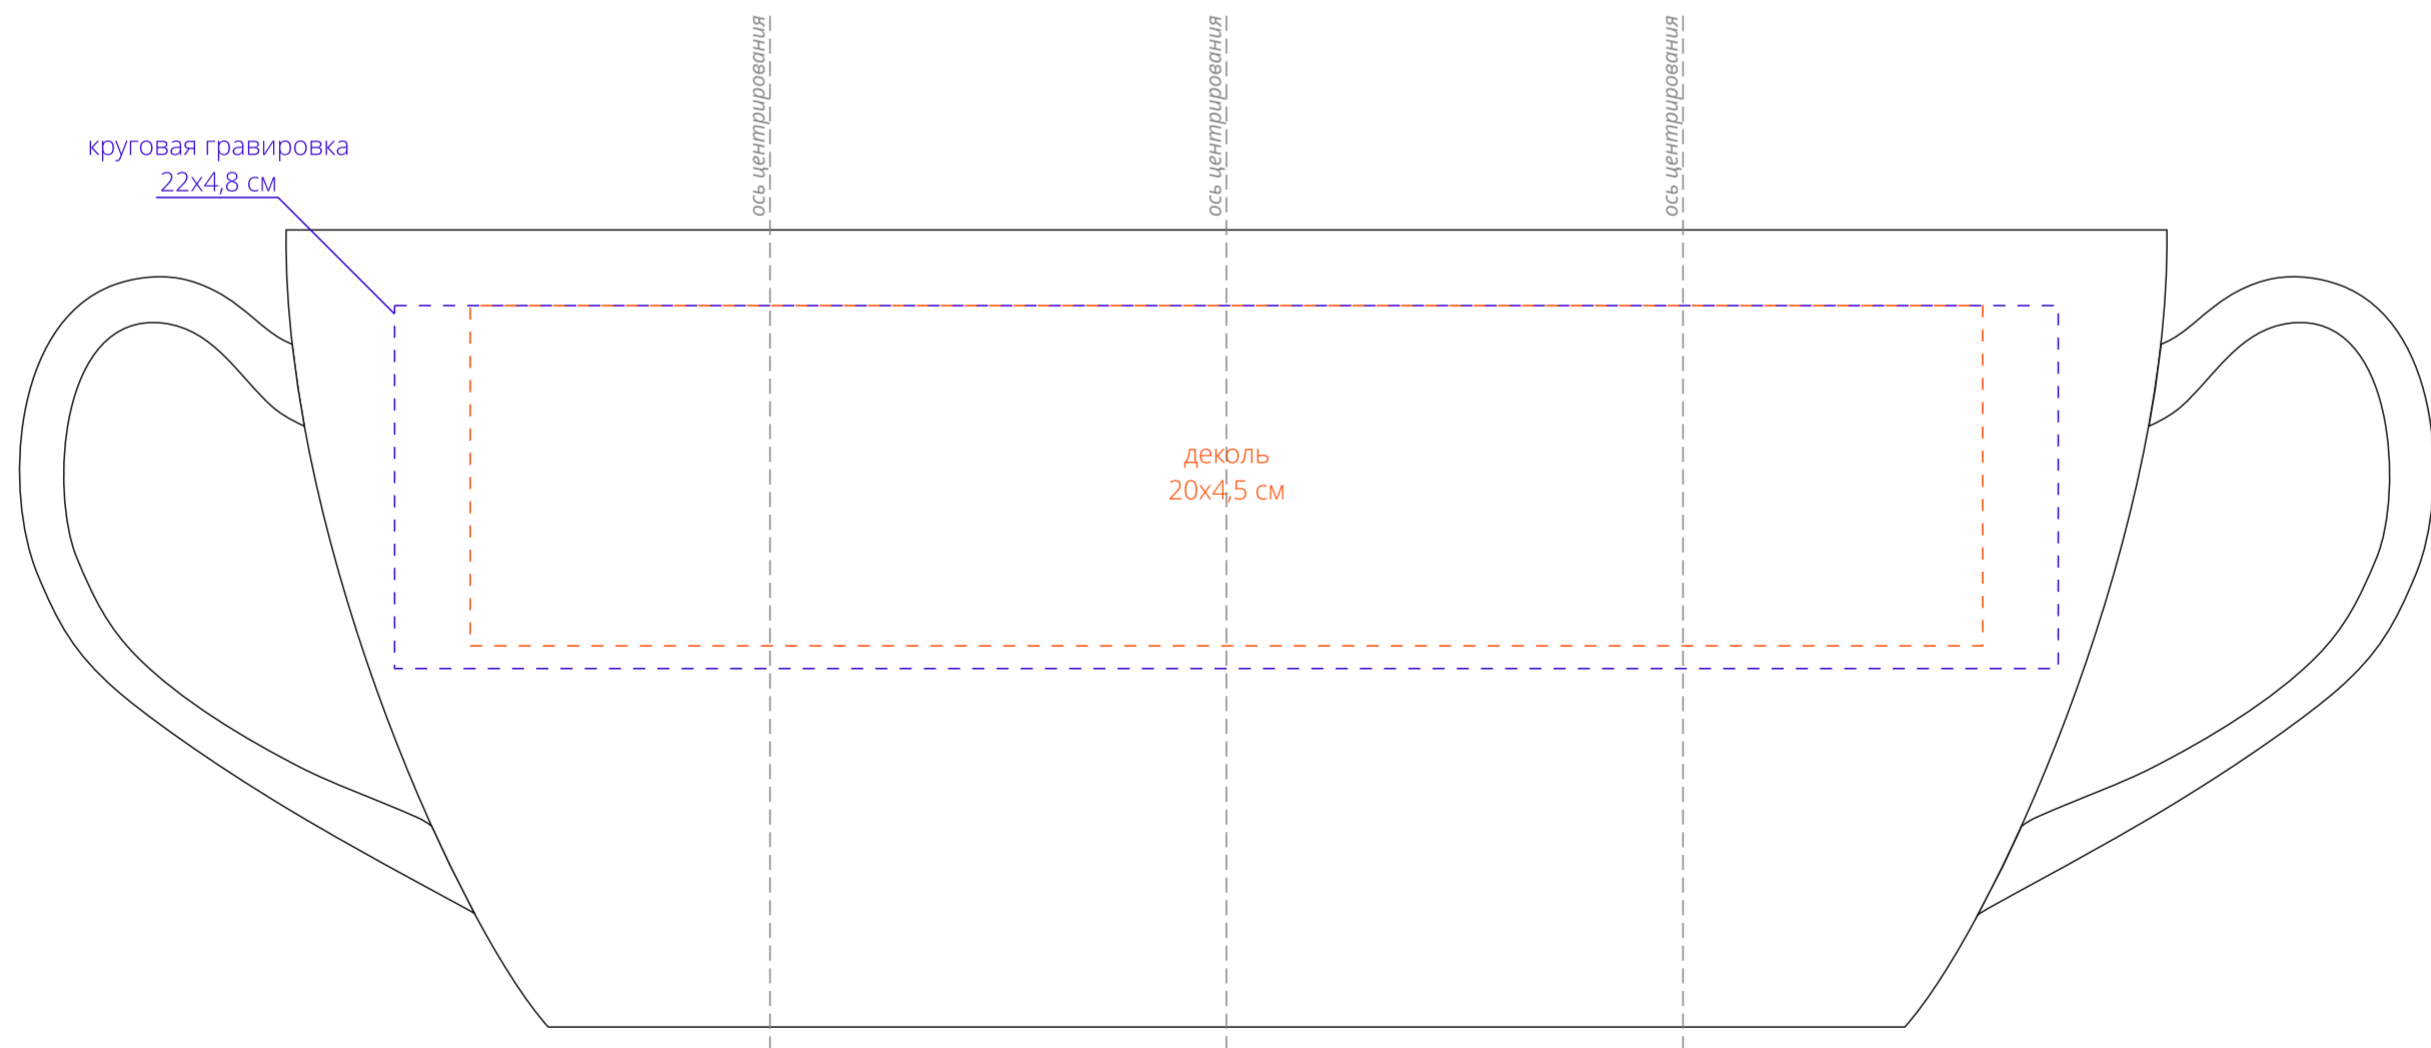 ось центрирования
ось центрирования
ось центрирования
круговая гравировка
22х4,8 см
деколь
20х4,5 см